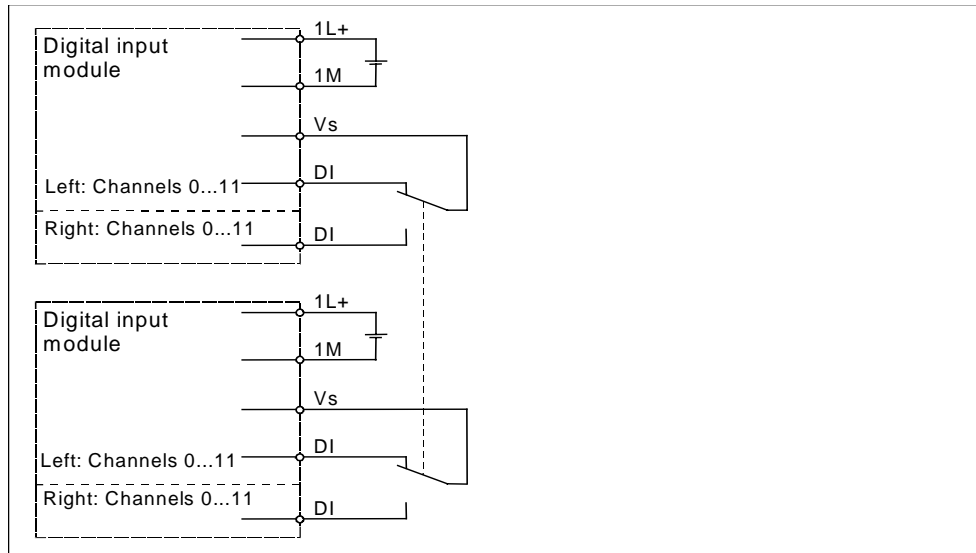 1L+
Digital input
module
1M
Vs
DI
Left: Channels 0...11
Right: Channels 0...11
DI
1L+
Digital input
module
1M
Vs
DI
Left: Channels 0...11
Right: Channels 0...11
DI